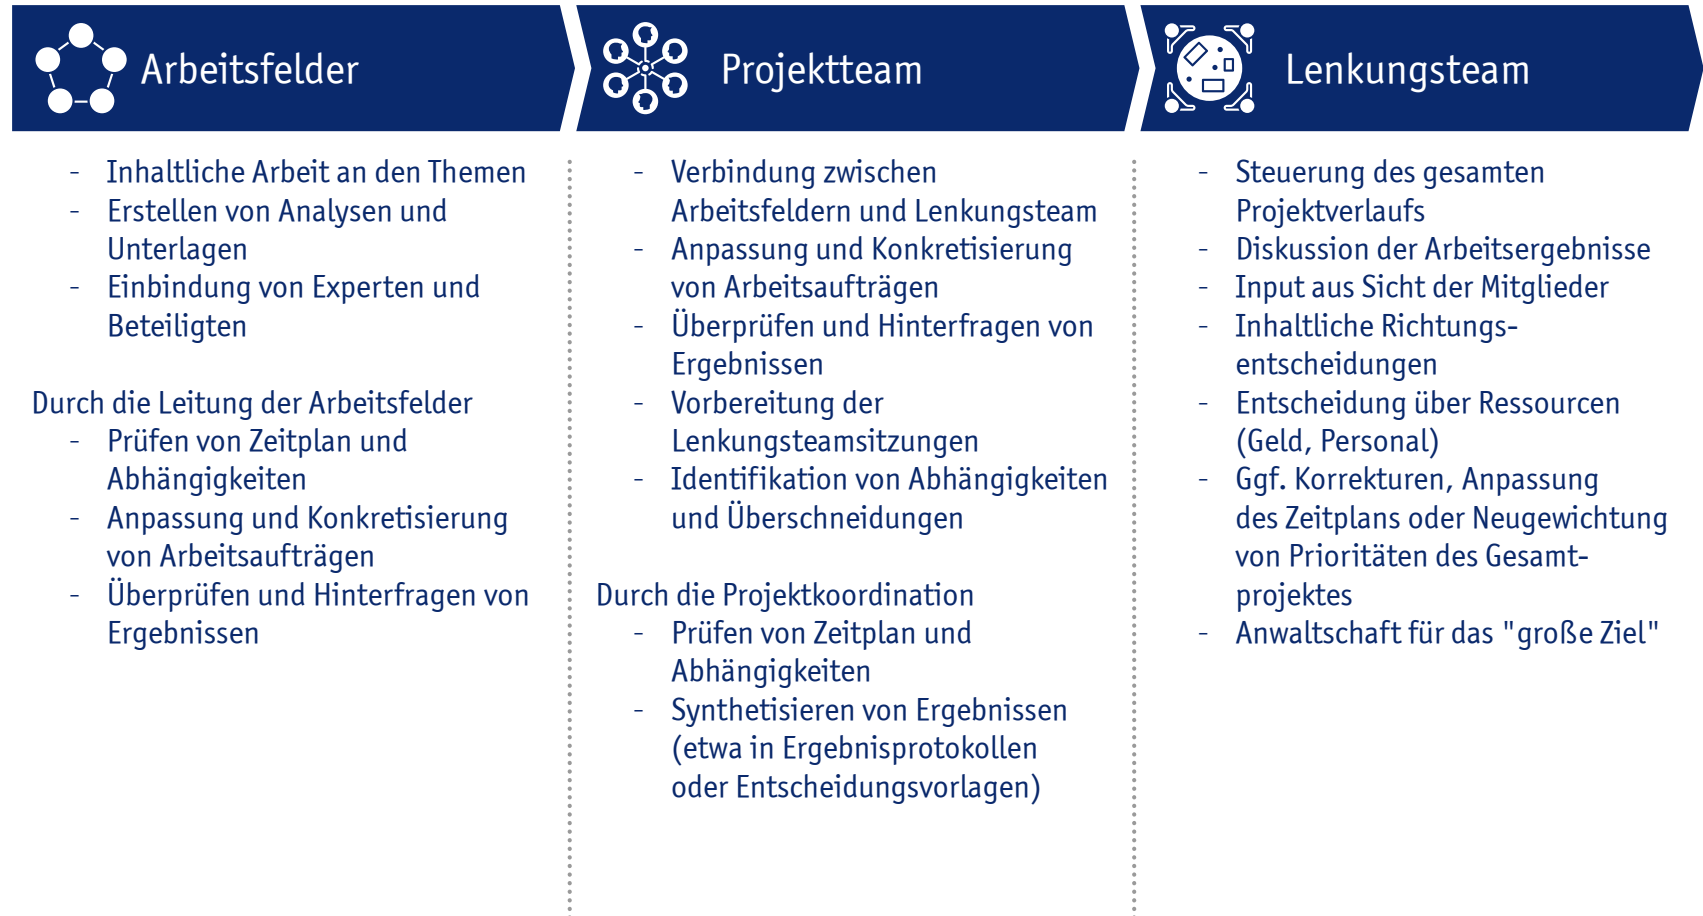 Arbeitsfelder
- Inhaltliche Arbeit an den Themen
- Erstellen von Analysen und
Unterlagen
- Einbindung von Experten und
Beteiligten
Durch die Leitung der Arbeitsfelder
- Prüfen von Zeitplan und
Abhängigkeiten
- Anpassung und Konkretisierung
von Arbeitsaufträgen
- Überprüfen und Hinterfragen von
Ergebnissen
Projektteam
- Verbindung zwischen
Arbeitsfeldern und Lenkungsteam
- Anpassung und Konkretisierung
von Arbeitsaufträgen
- Überprüfen und Hinterfragen von
Ergebnissen
- Vorbereitung der
Lenkungsteamsitzungen
- Identifikation von Abhängigkeiten
und Überschneidungen
Durch die Projektkoordination
- Prüfen von Zeitplan und
Abhängigkeiten
- Synthetisieren von Ergebnissen
(etwa in Ergebnisprotokollen
oder Entscheidungsvorlagen)
Lenkungsteam
- Steuerung des gesamten
Projektverlaufs
- Diskussion der Arbeitsergebnisse
- Input aus Sicht der Mitglieder
- Inhaltliche Richtungs-
entscheidungen
- Entscheidung über Ressourcen
(Geld, Personal)
- Ggf. Korrekturen, Anpassung
des Zeitplans oder Neugewichtung
von Prioritäten des Gesamt-
projektes
- Anwaltschaft für das "große Ziel"